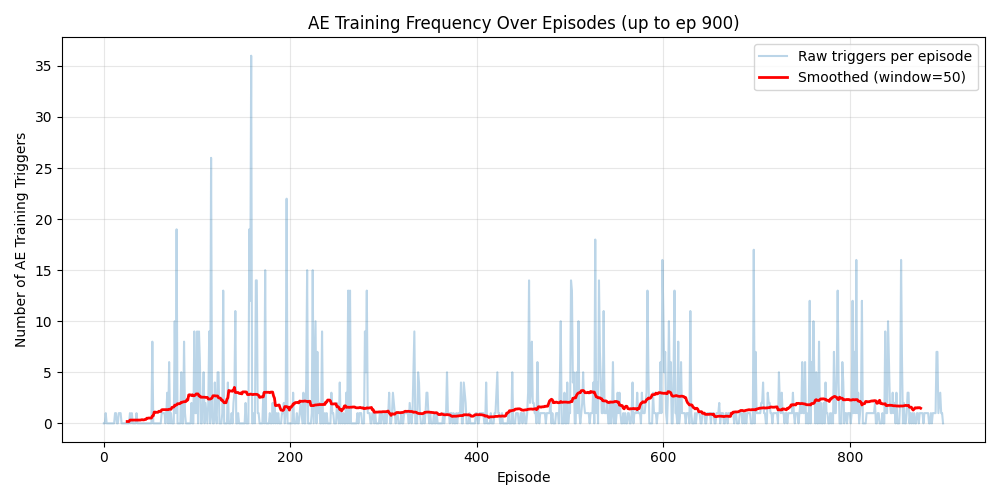 AE Training Frequency Over Episodes (up to ep 900)
Raw triggers per episode
Smoothed (window=50)
Number of AE Training Triggers
35
30
25
20
15
10
5
0
0 200 400 600 800
Episode